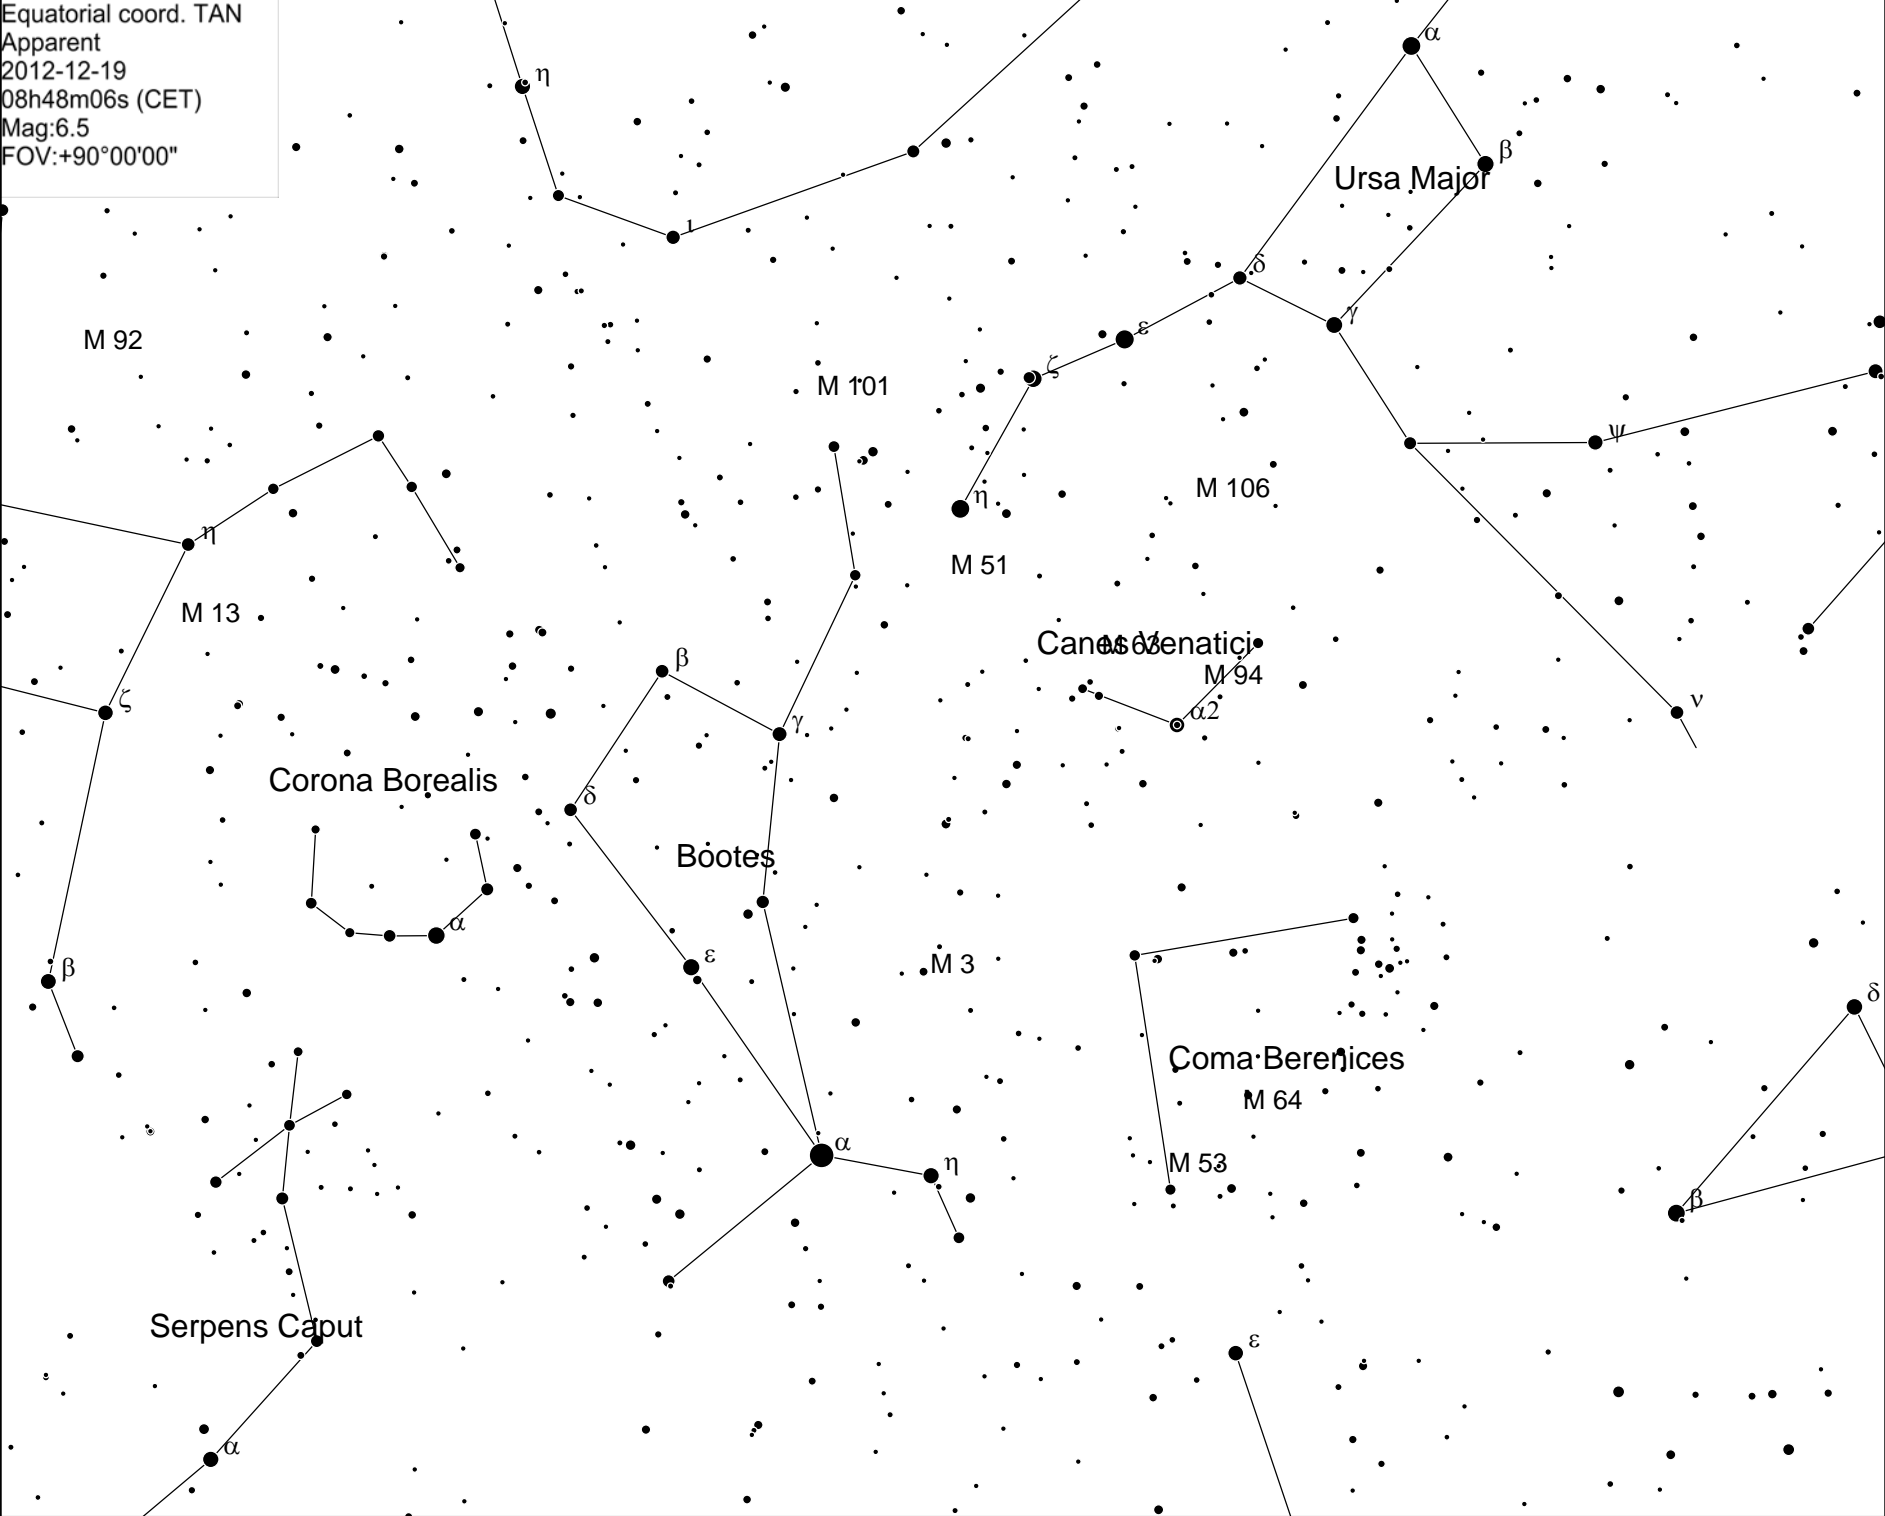 Equatorial coord. TAN
Apparent
2012-12-19
08h48m06s (CET)
Mag:6.5
FOV:+90°00'00"
α
η
β
Ursa Major
ι
δ
γ
ε
M 92
ζ
M 101
ψ
M 106
η
η
M 51
M 13
Canes Venatici
M 63
β
M 94
ζ
α2
ν
γ
Corona Borealis
δ
Bootes
α
ε
M 3
β
δ
Coma Berenices
M 64
α
η
M 53
β
Serpens Caput
ε
α